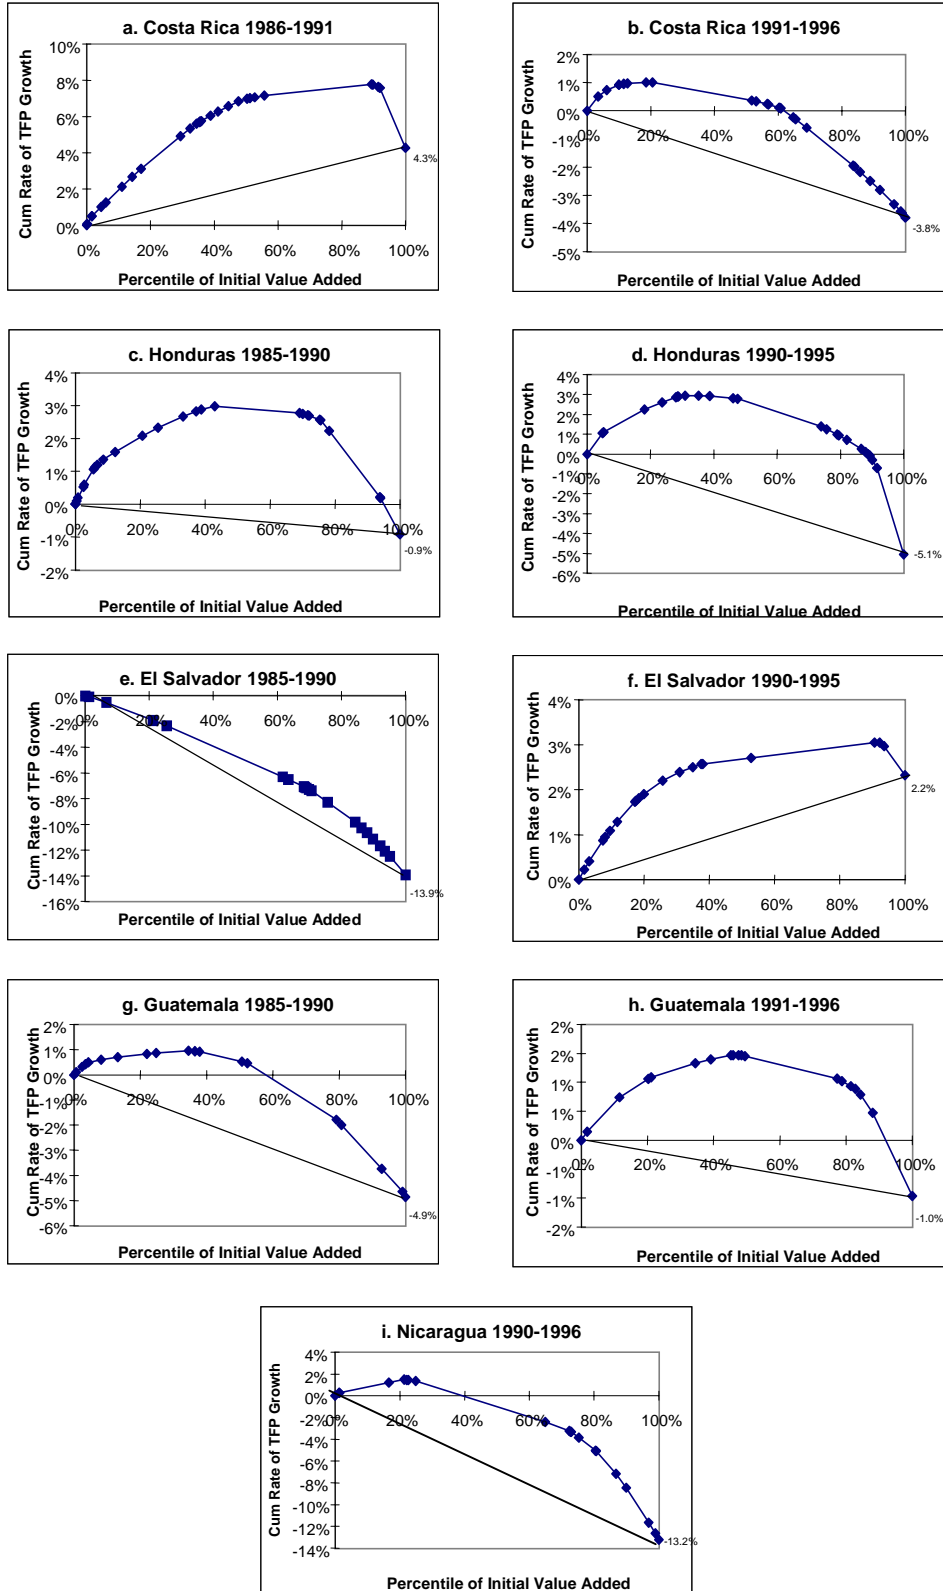 a. Costa Rica 1986-1991
10%
8%
6%
4%
2%
0%
Cum Rate of TFP Growth
4.3%
0% 20% 40% 60% 80% 100%
Percentile of Initial Value Added
b. Costa Rica 1991-1996
2%
1%
0%
-1%
-2%
-3%
-4%
-5%
Cum Rate of TFP Growth
0% 20% 40% 60% 80% 100%
-3.8%
Percentile of Initial Value Added
c. Honduras 1985-1990
4%
3%
2%
1%
0%
-1%
-2%
Cum Rate of TFP Growth
0% 20% 40% 60% 80% 100%
-0.9%
Percentile of Initial Value Added
d. Honduras 1990-1995
4%
3%
2%
1%
0%
-1%
-2%
-3%
-4%
-5%
-6%
Cum Rate of TFP Growth
0% 20% 40% 60% 80% 100%
-5.1%
Percentile of Initial Value Added
e. El Salvador 1985-1990
0%
-2%
-4%
-6%
-8%
-10%
-12%
-14%
-16%
Cum Rate of TFP Growth
0% 20% 40% 60% 80% 100%
-13.9%
Percentile of Initial Value Added
f. El Salvador 1990-1995
4%
3%
2%
1%
0%
Cum Rate of TFP Growth
2.2%
0% 20% 40% 60% 80% 100%
Percentile of Initial Value Added
g. Guatemala 1985-1990
2%
1%
0%
-1%
-2%
-3%
-4%
-5%
-6%
Cum Rate of TFP Growth
0% 20% 40% 60% 80% 100%
-4.9%
Percentile of Initial Value Added
h. Guatemala 1991-1996
2%
2%
1%
1%
0%
-1%
-1%
-2%
Cum Rate of TFP Growth
0% 20% 40% 60% 80% 100%
-1.0%
Percentile of Initial Value Added
i. Nicaragua 1990-1996
4%
2%
0%
-2%
-4%
-6%
-8%
-10%
-12%
-14%
Cum Rate of TFP Growth
0% 20% 40% 60% 80% 100%
-13.2%
Percentile of Initial Value Added